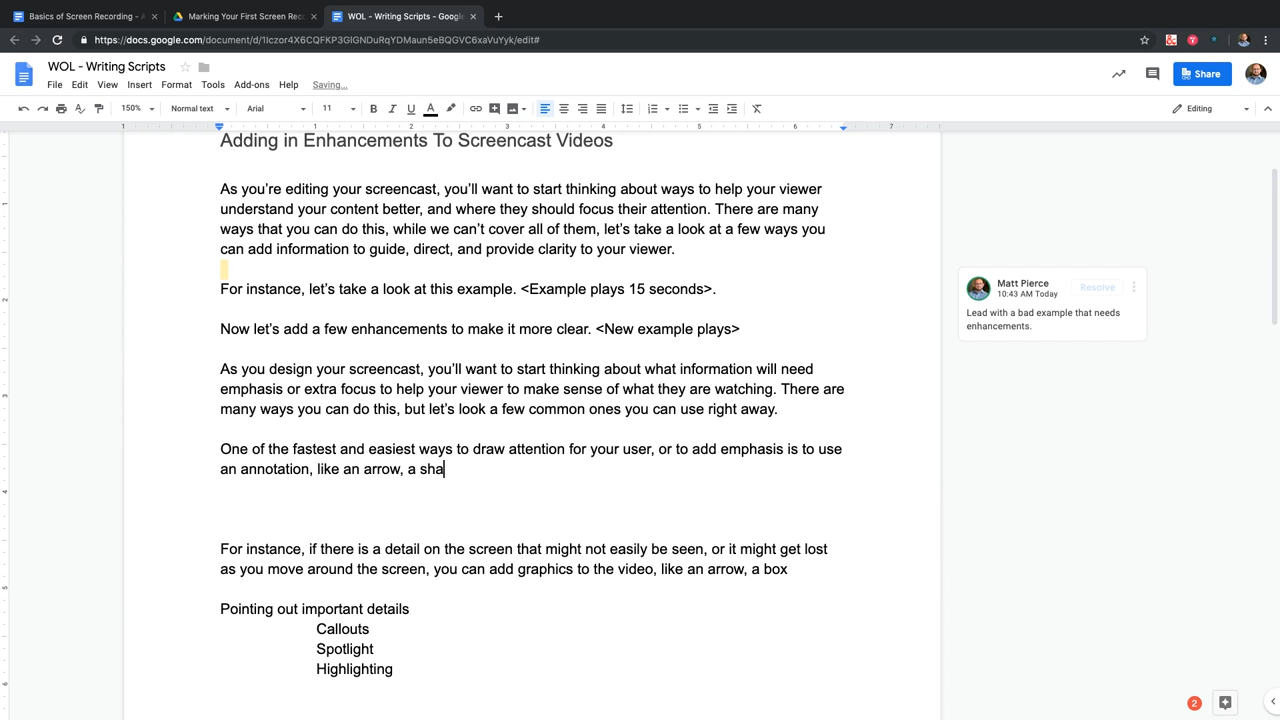 Basics of Screen Recording - A
Marking Your First Screen Rec
WOL - Writing Scripts - Google
https://docs.google.com/document/d/1Iczor4X6CQFKP3GIGNDuRqYDMaun5eBQGVC6xaVuYyk/edit#
WOL - Writing Scripts
File Edit View Insert Format Tools Add-ons Help Saving...
Share
150% Normal text Arial 11 B I U A Editing
1 1 2 3 4 5 6 7
Adding in Enhancements To Screencast Videos
As you’re editing your screencast, you’ll want to start thinking about ways to help your viewer
understand your content better, and where they should focus their attention. There are many
ways that you can do this, while we can’t cover all of them, let’s take a look at a few ways you
can add information to guide, direct, and provide clarity to your viewer.
For instance, let’s take a look at this example. <Example plays 15 seconds>.
Now let’s add a few enhancements to make it more clear. <New example plays>
As you design your screencast, you’ll want to start thinking about what information will need
emphasis or extra focus to help your viewer to make sense of what they are watching. There are
many ways you can do this, but let’s look a few common ones you can use right away.
One of the fastest and easiest ways to draw attention for your user, or to add emphasis is to use
an annotation, like an arrow, a sha
For instance, if there is a detail on the screen that might not easily be seen, or it might get lost
as you move around the screen, you can add graphics to the video, like an arrow, a box
Pointing out important details
Callouts
Spotlight
Highlighting
Matt Pierce
10:43 AM Today
Resolve
Lead with a bad example that needs
enhancements.
2